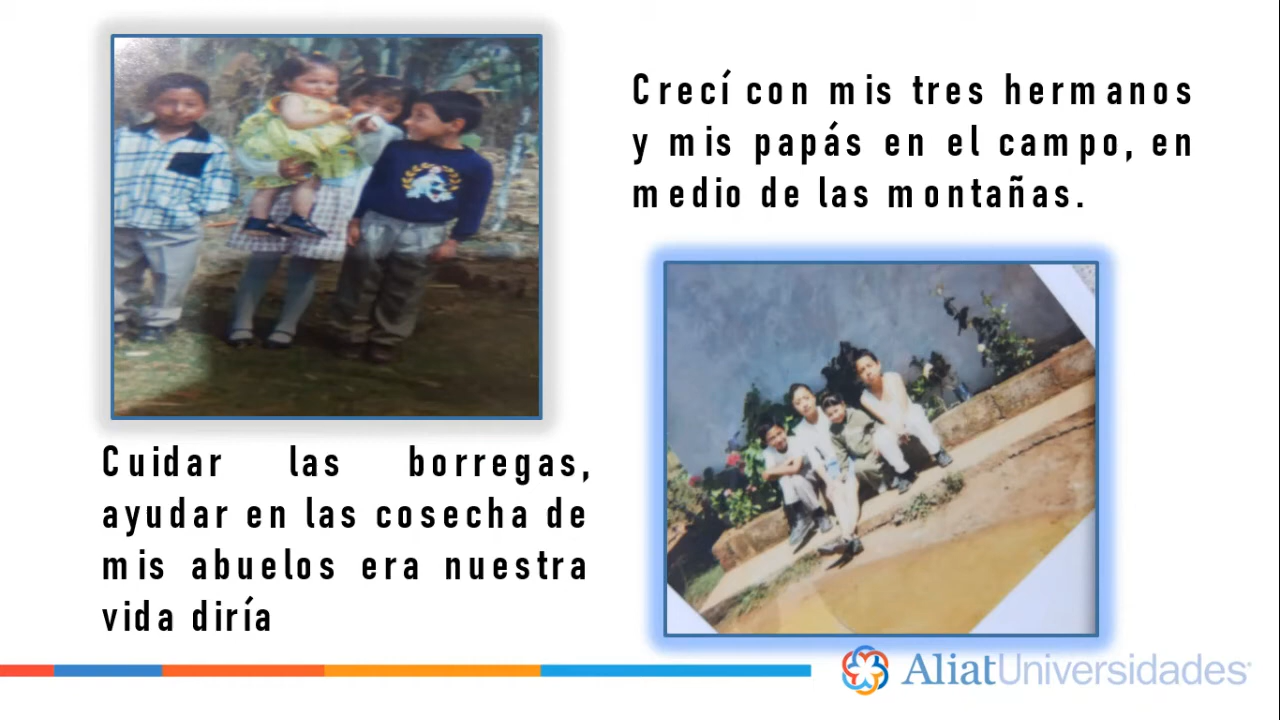 Crecí con mis tres hermanos
y mis papás en el campo, en
medio de las montañas.
Cuidar las borregas,
ayudar en las cosecha de
mis abuelos era nuestra
vida diría
AliatUniversidades